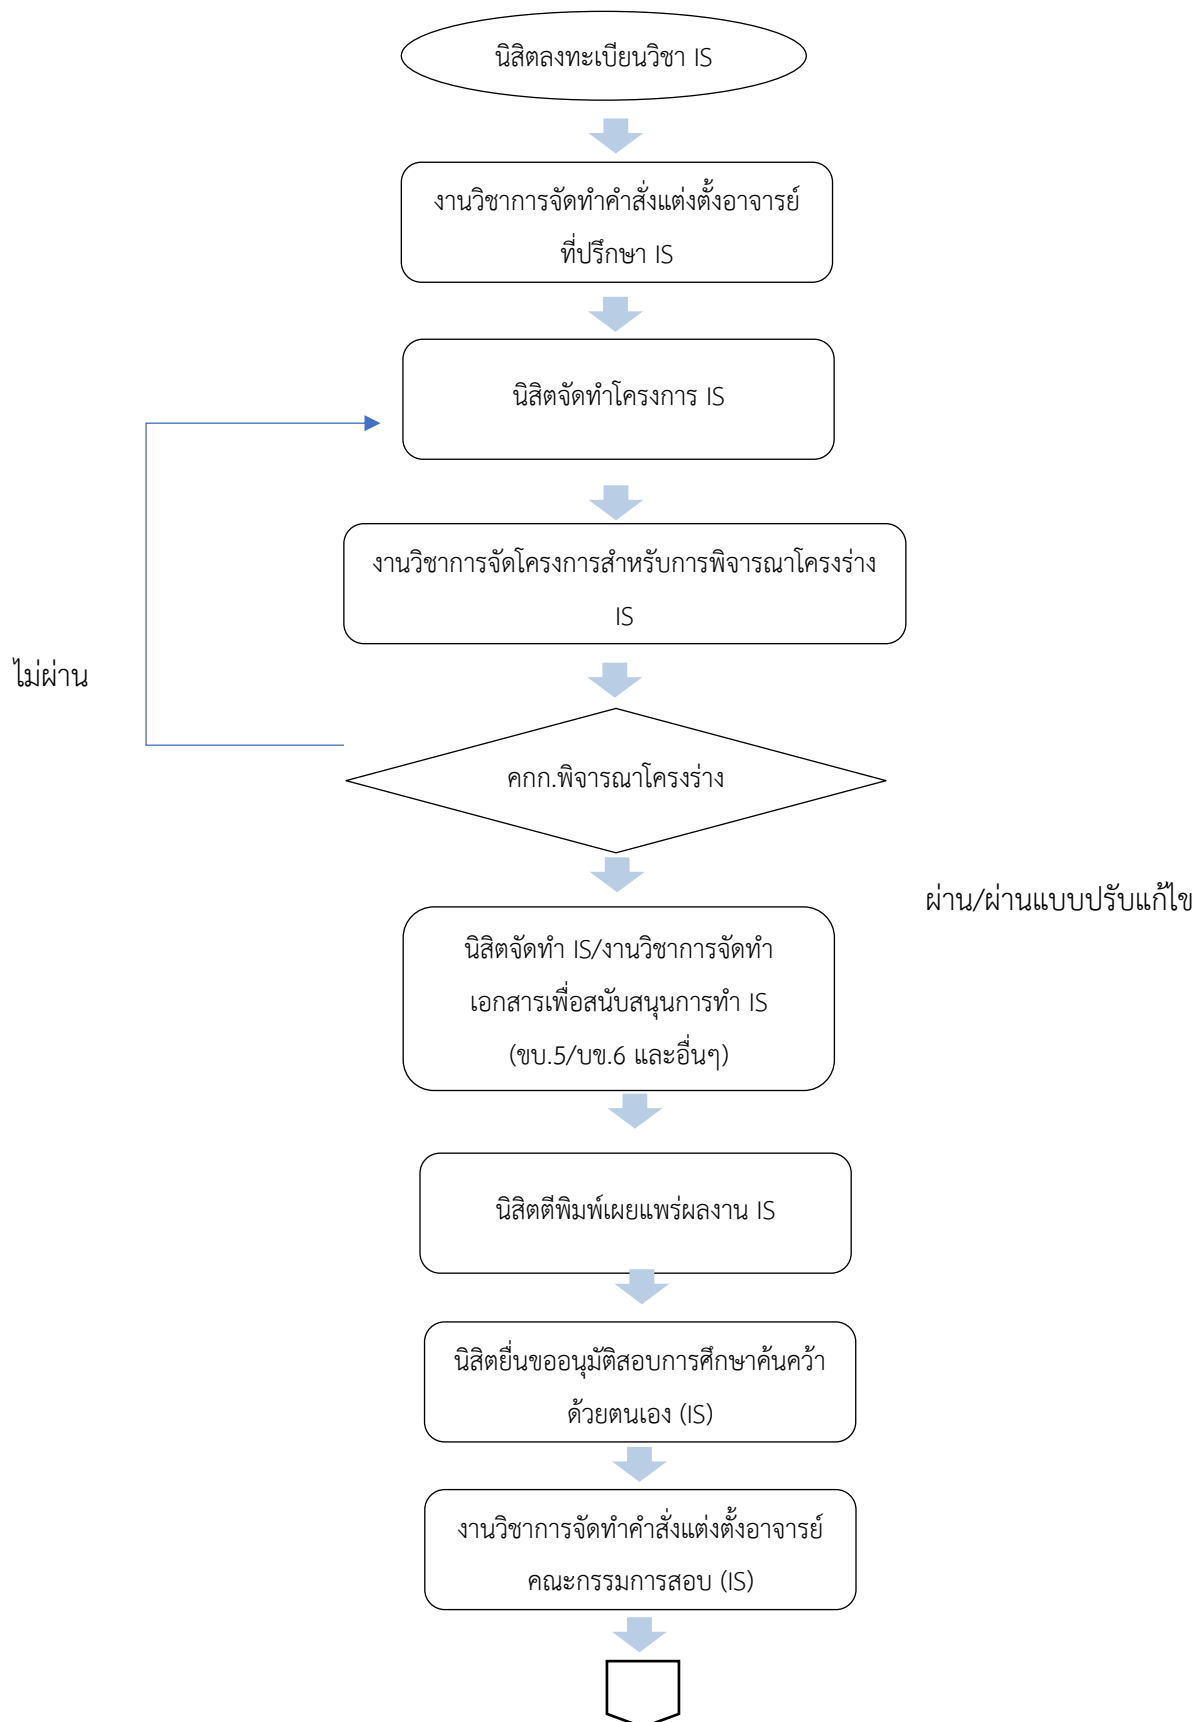 นิสิตลงทะเบียนวิชา IS
งานวิชาการจัดทำคำสั่งแต่งตั้งอาจารย์
ที่ปรึกษา IS
นิสิตจัดทำโครงการ IS
งานวิชาการจัดโครงการสำหรับการพิจารณาโครงร่าง
IS
ไม่ผ่าน
คกก.พิจารณาโครงร่าง
ผ่าน/ผ่านแบบปรับแก้ไข
นิสิตจัดทำ IS/งานวิชาการจัดทำ
เอกสารเพื่อสนับสนุนการทำ IS
(ขบ.5/บข.6 และอื่นๆ)
นิสิตตีพิมพ์เผยแพร่ผลงาน IS
นิสิตยื่นขออนุมัติสอบการศึกษาค้นคว้า
ด้วยตนเอง (IS)
งานวิชาการจัดทำคำสั่งแต่งตั้งอาจารย์
คณะกรรมการสอบ (IS)